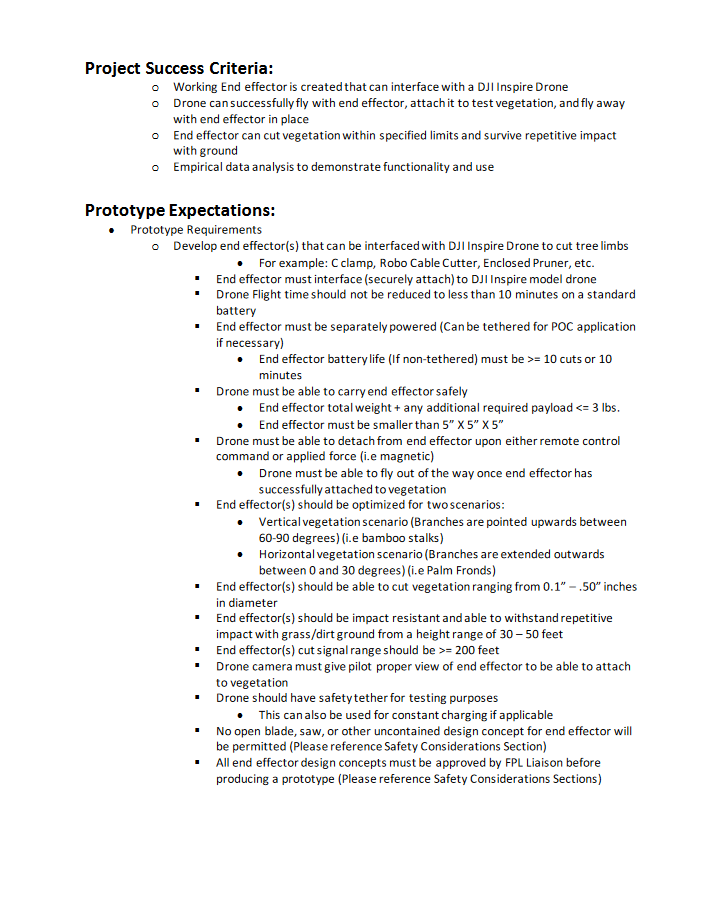 Project Success Criteria:
o Working End effector is created that can interface with a DJI Inspire Drone
o Drone can successfully fly with end effector, attach it to test vegetation, and fly away
with end effector in place
o End effector can cut vegetation within specified limits and survive repetitive impact
with ground
o Empirical data analysis to demonstrate functionality and use
Prototype Expectations:
• Prototype Requirements
o Develop end effector(s) that can be interfaced with DJI Inspire Drone to cut tree limbs
• For example: C clamp, Robo Cable Cutter, Enclosed Pruner, etc.
▪ End effector must interface (securely attach) to DJI Inspire model drone
▪ Drone Flight time should not be reduced to less than 10 minutes on a standard
battery
▪ End effector must be separately powered (Can be tethered for POC application
if necessary)
• End effector battery life (If non-tethered) must be >= 10 cuts or 10
minutes
▪ Drone must be able to carry end effector safely
• End effector total weight + any additional required payload <= 3 lbs.
• End effector must be smaller than 5” X 5” X 5”
▪ Drone must be able to detach from end effector upon either remote control
command or applied force (i.e magnetic)
• Drone must be able to fly out of the way once end effector has
successfully attached to vegetation
▪ End effector(s) should be optimized for two scenarios:
• Vertical vegetation scenario (Branches are pointed upwards between
60-90 degrees) (i.e bamboo stalks)
• Horizontal vegetation scenario (Branches are extended outwards
between 0 and 30 degrees) (i.e Palm Fronds)
▪ End effector(s) should be able to cut vegetation ranging from 0.1” – .50” inches
in diameter
▪ End effector(s) should be impact resistant and able to withstand repetitive
impact with grass/dirt ground from a height range of 30 – 50 feet
▪ End effector(s) cut signal range should be >= 200 feet
▪ Drone camera must give pilot proper view of end effector to be able to attach
to vegetation
▪ Drone should have safety tether for testing purposes
• This can also be used for constant charging if applicable
▪ No open blade, saw, or other uncontained design concept for end effector will
be permitted (Please reference Safety Considerations Section)
▪ All end effector design concepts must be approved by FPL Liaison before
producing a prototype (Please reference Safety Considerations Sections)